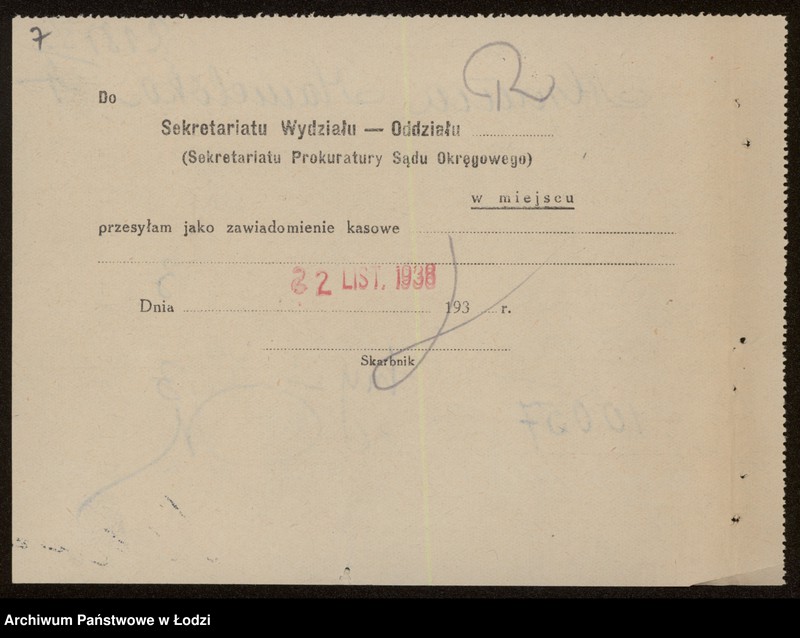 7
R
Do
Sekretariatu Wydziału — Oddziału
(Sekretariatu Prokuratury Sądu Okręgowego)
w miejscu
przesyłam jako zawiadomienie kasowe
22 LIST. 1938
Dnia 193 r.
Skarbnik
Archiwum Państwowe w Łodzi